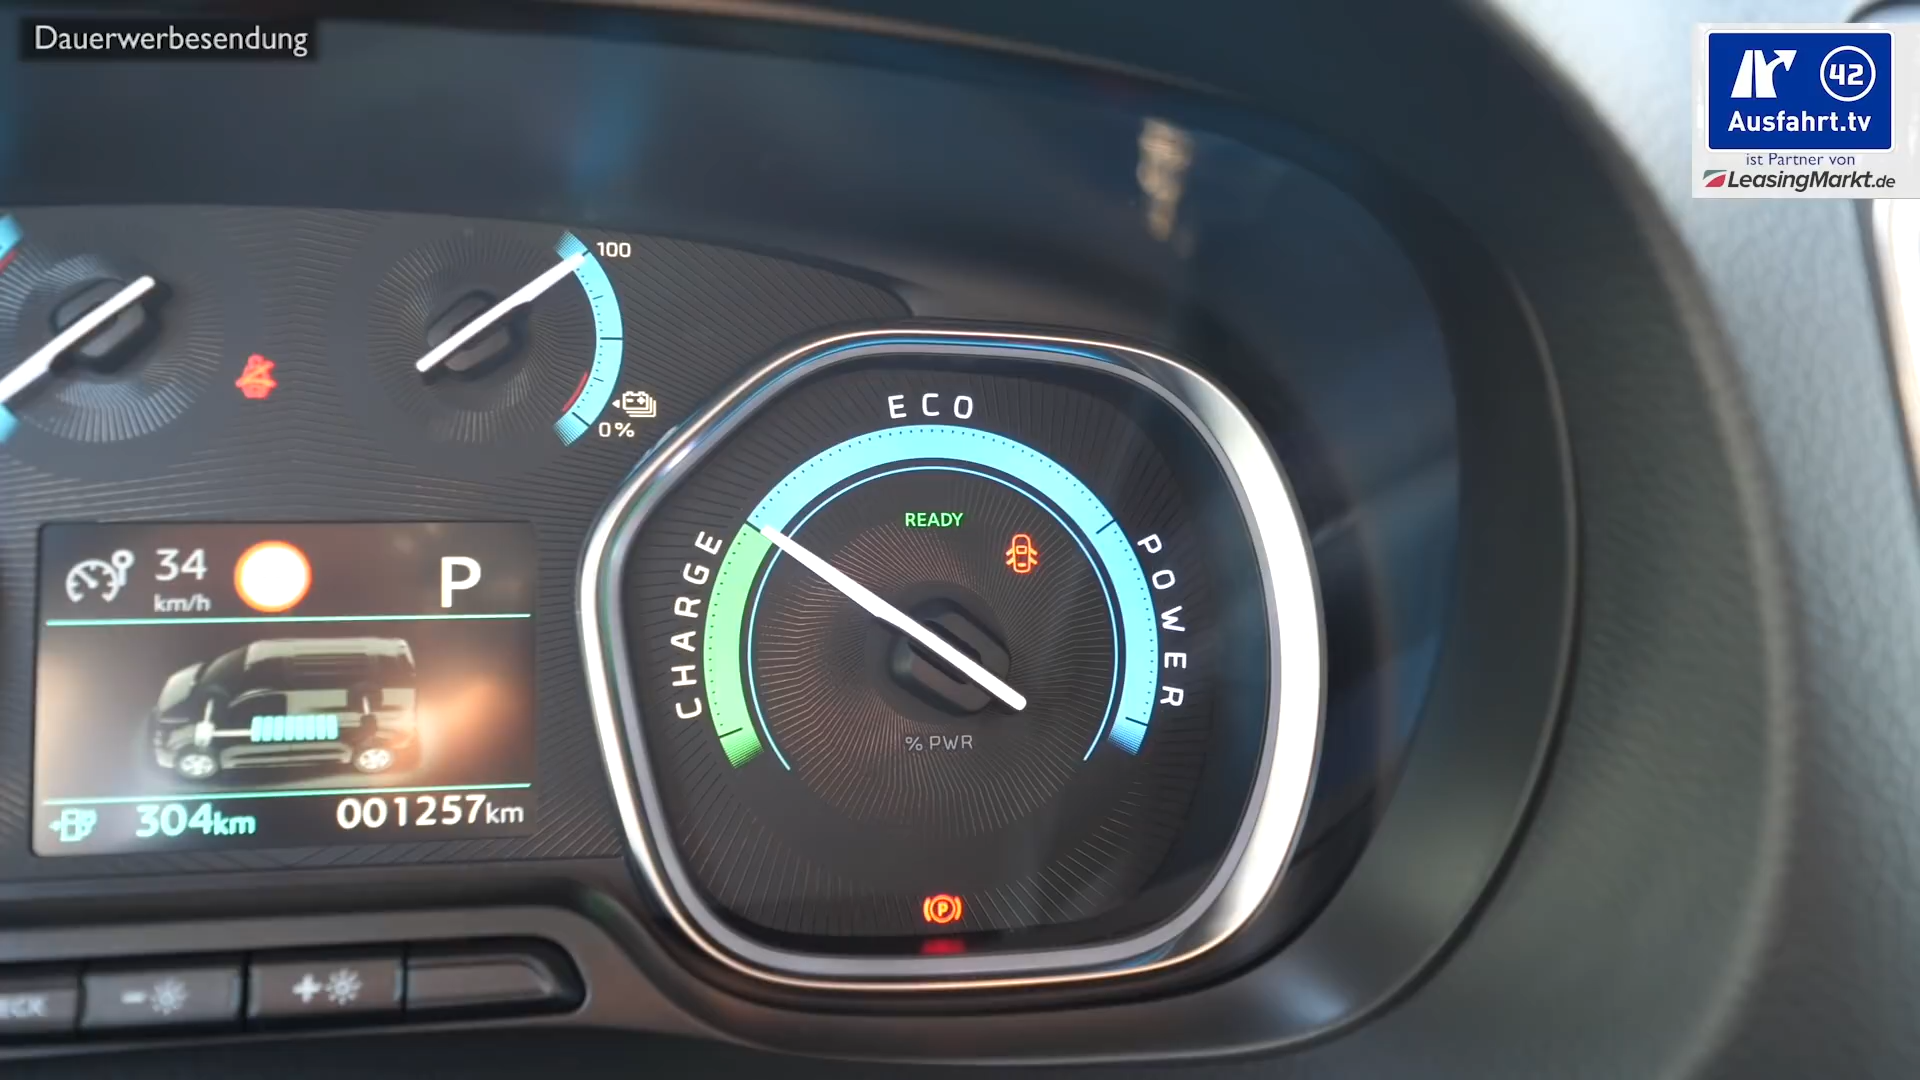 Dauerwerbesendung
42
Ausfahrt.tv
ist Partner von
LeasingMarkt.de
100
0%
ECO
CHARGE
POWER
READY
% PWR
34
km/h
P
304km
001257km
P